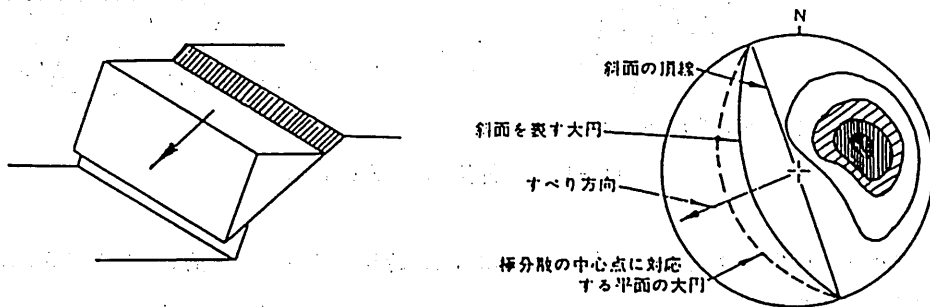 N
斜面の頂線
斜面を表す大円
すべり方向
極分散の中心点に対応
する平面の大円